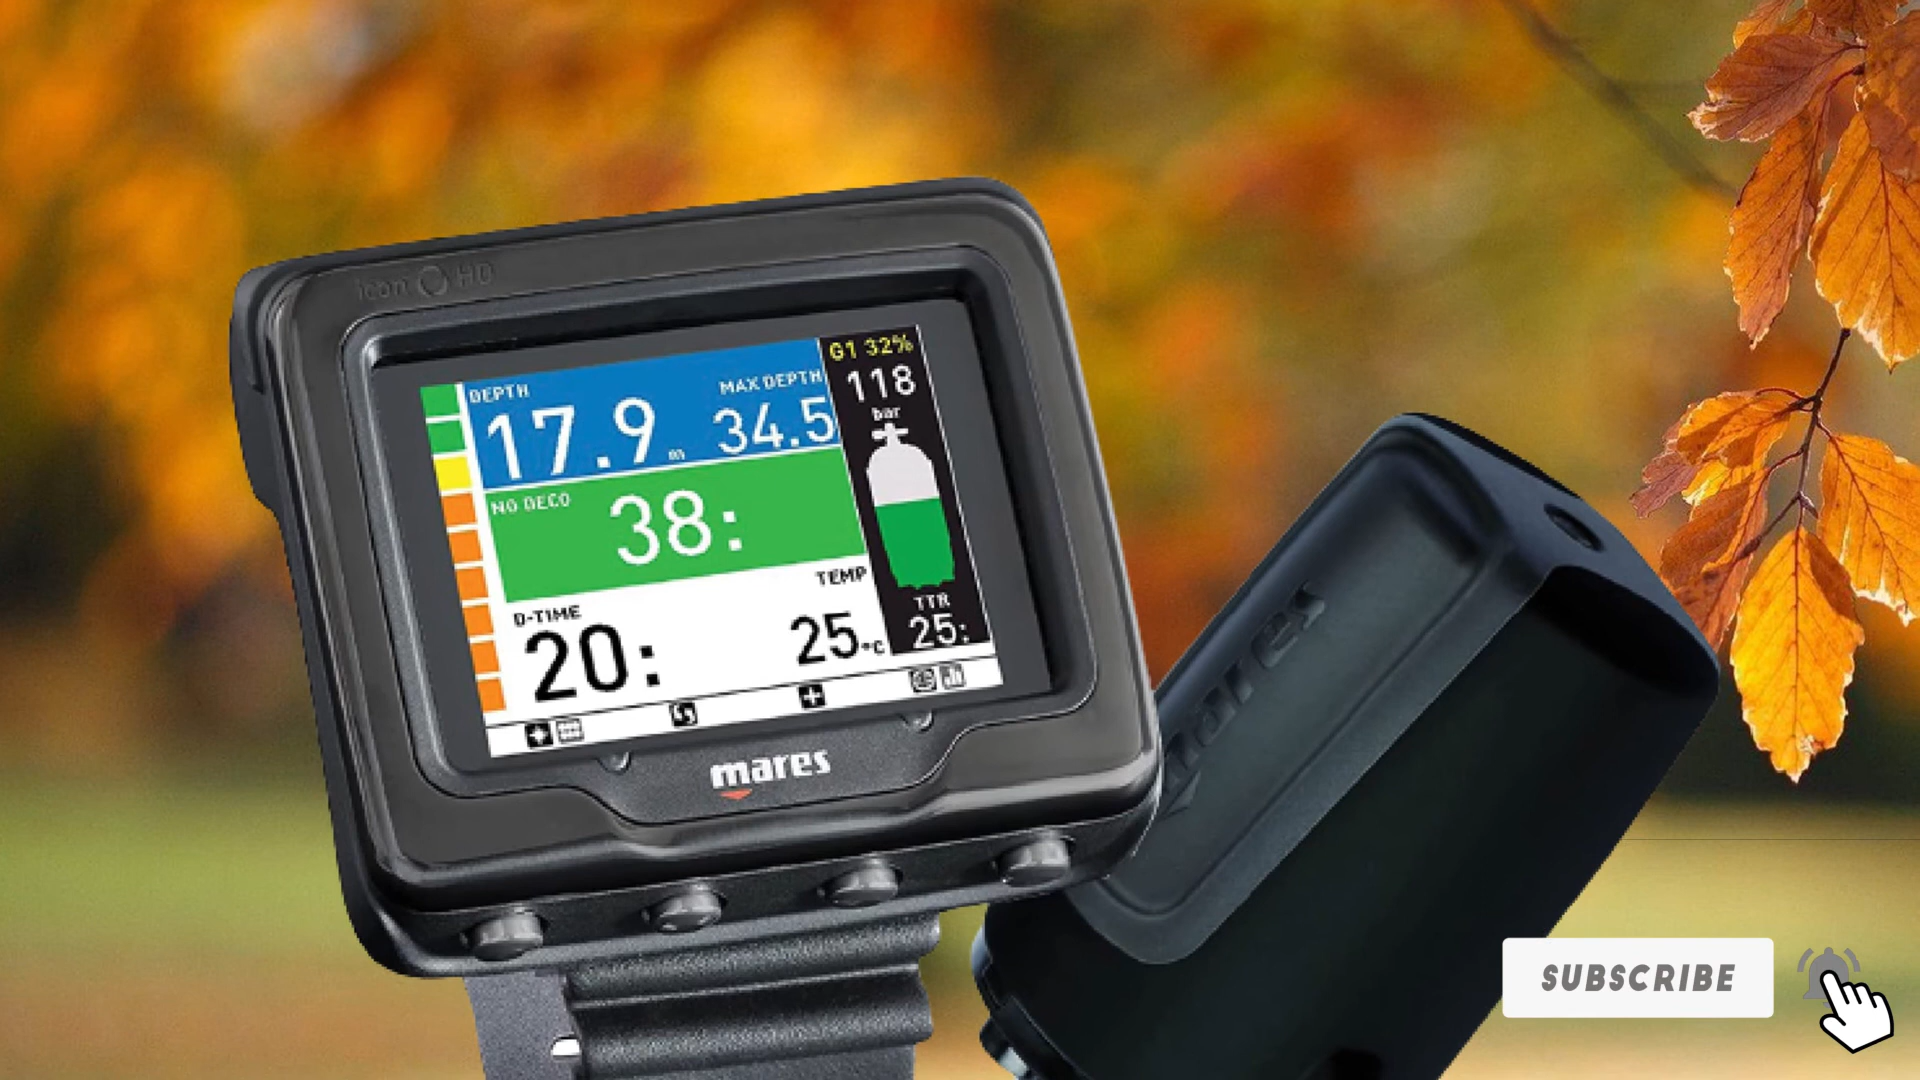 icon HD
DEPTH
17.9 m
MAX DEPTH
34.5
G1 32%
118
bar
NO DECO
38:
D-TIME
20:
TEMP
25°C
TTR
25:
mares
mares
SUBSCRIBE